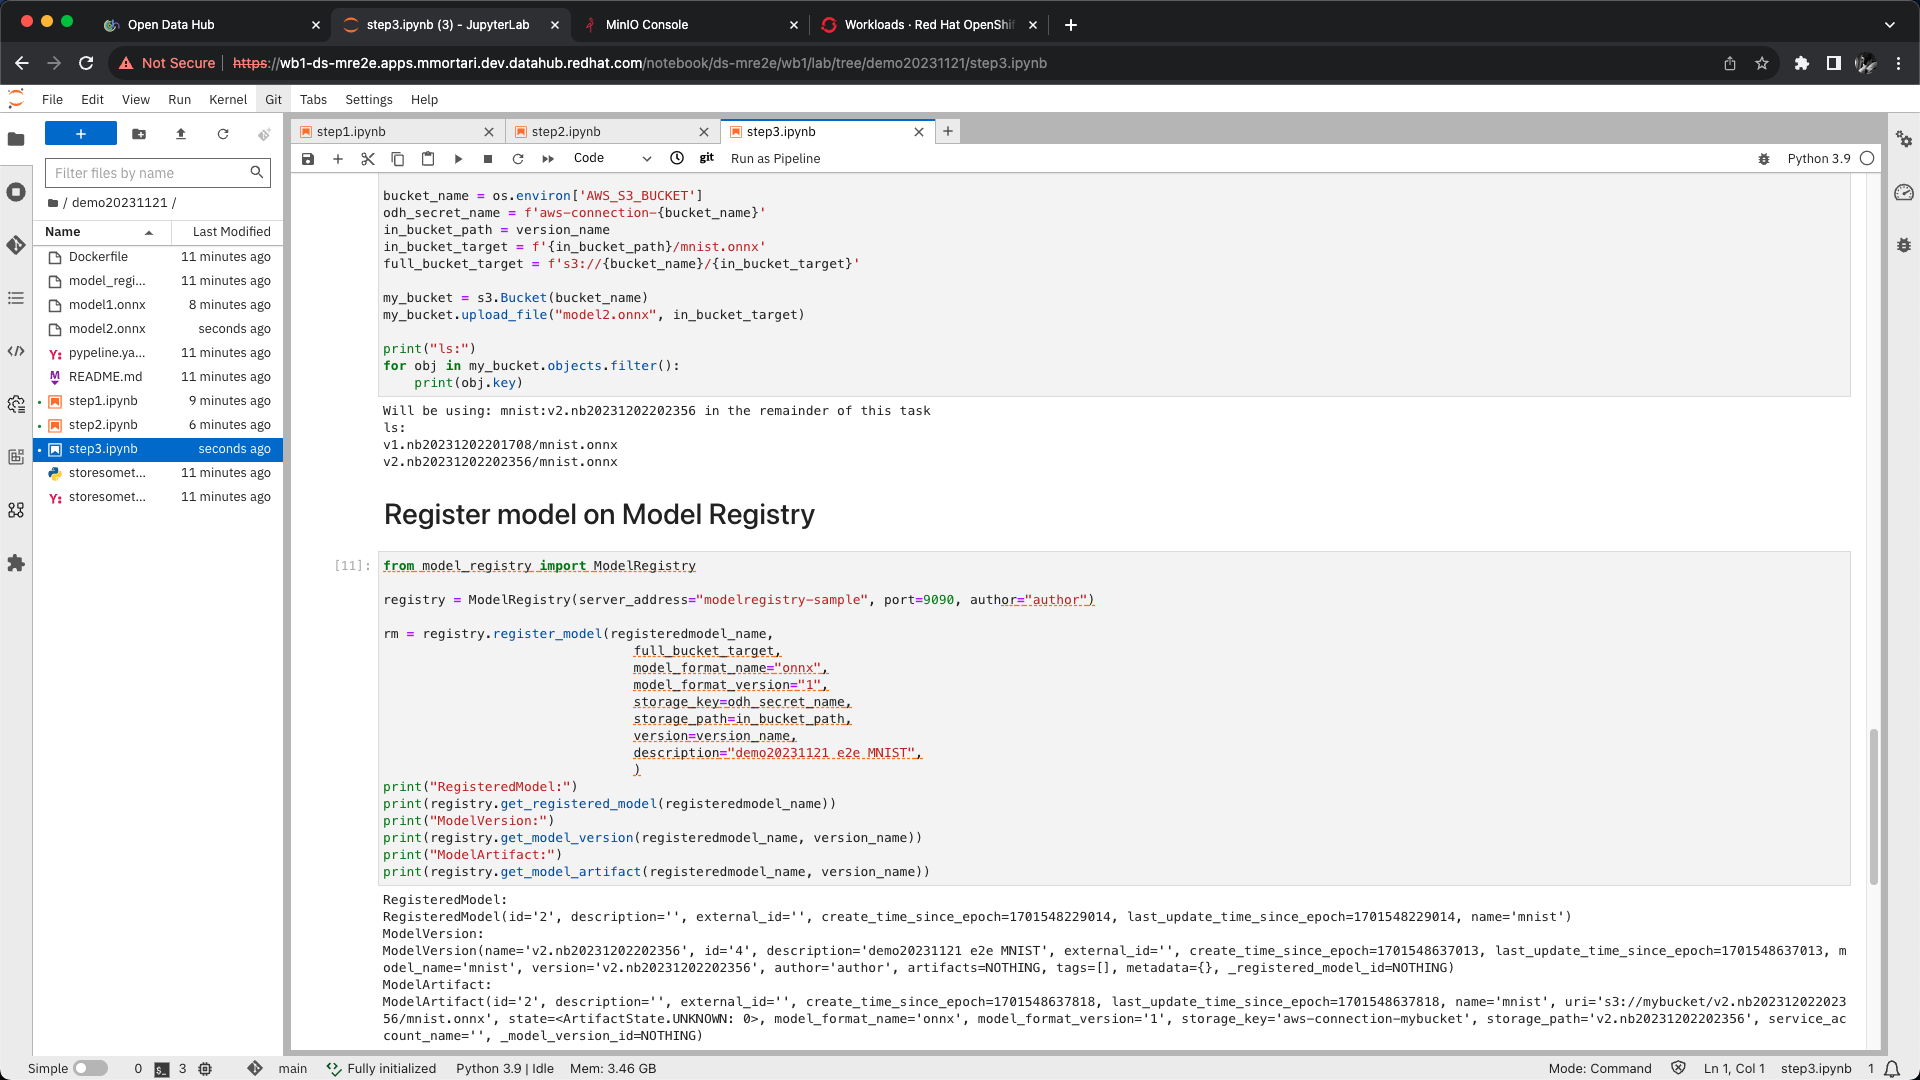 Open Data Hub
step3.ipynb (3) - JupyterLab
MinIO Console
Workloads · Red Hat OpenShif
Not Secure https://wb1-ds-mre2e.apps.mmortari.dev.datahub.redhat.com/notebook/ds-mre2e/wb1/lab/tree/demo20231121/step3.ipynb
File Edit View Run Kernel Git Tabs Settings Help
+
Filter files by name
/ demo20231121 /
Name Last Modified
Dockerfile 11 minutes ago
model_regi... 11 minutes ago
model1.onnx 8 minutes ago
model2.onnx seconds ago
Y: pypeline.ya... 11 minutes ago
M README.md 11 minutes ago
step1.ipynb 9 minutes ago
step2.ipynb 6 minutes ago
step3.ipynb seconds ago
storesomet... 11 minutes ago
Y: storesomet... 11 minutes ago
step1.ipynb step2.ipynb step3.ipynb
Code git Run as Pipeline Python 3.9
bucket_name = os.environ['AWS_S3_BUCKET']
odh_secret_name = f'aws-connection-{bucket_name}'
in_bucket_path = version_name
in_bucket_target = f'{in_bucket_path}/mnist.onnx'
full_bucket_target = f's3://{bucket_name}/{in_bucket_target}'
my_bucket = s3.Bucket(bucket_name)
my_bucket.upload_file("model2.onnx", in_bucket_target)
print("ls:")
for obj in my_bucket.objects.filter():
    print(obj.key)
Will be using: mnist:v2.nb20231202202356 in the remainder of this task
ls:
v1.nb20231202201708/mnist.onnx
v2.nb20231202202356/mnist.onnx
Register model on Model Registry
[11]:
from model_registry import ModelRegistry
registry = ModelRegistry(server_address="modelregistry-sample", port=9090, author="author")
rm = registry.register_model(registeredmodel_name,
full_bucket_target,
model_format_name="onnx",
model_format_version="1",
storage_key=odh_secret_name,
storage_path=in_bucket_path,
version=version_name,
description="demo20231121 e2e MNIST",
)
print("RegisteredModel:")
print(registry.get_registered_model(registeredmodel_name))
print("ModelVersion:")
print(registry.get_model_version(registeredmodel_name, version_name))
print("ModelArtifact:")
print(registry.get_model_artifact(registeredmodel_name, version_name))
RegisteredModel:
RegisteredModel(id='2', description='', external_id='', create_time_since_epoch=1701548229014, last_update_time_since_epoch=1701548229014, name='mnist')
ModelVersion:
ModelVersion(name='v2.nb20231202202356', id='4', description='demo20231121 e2e MNIST', external_id='', create_time_since_epoch=1701548637013, last_update_time_since_epoch=1701548637013, m
odel_name='mnist', version='v2.nb20231202202356', author='author', artifacts=NOTHING, tags=[], metadata={}, _registered_model_id=NOTHING)
ModelArtifact:
ModelArtifact(id='2', description='', external_id='', create_time_since_epoch=1701548637818, last_update_time_since_epoch=1701548637818, name='mnist', uri='s3://mybucket/v2.nb202312022023
56/mnist.onnx', state=<ArtifactState.UNKNOWN: 0>, model_format_name='onnx', model_format_version='1', storage_key='aws-connection-mybucket', storage_path='v2.nb20231202202356', service_ac
count_name='', _model_version_id=NOTHING)
Simple 0 3 main Fully initialized Python 3.9 | Idle Mem: 3.46 GB Mode: Command Ln 1, Col 1 step3.ipynb 1